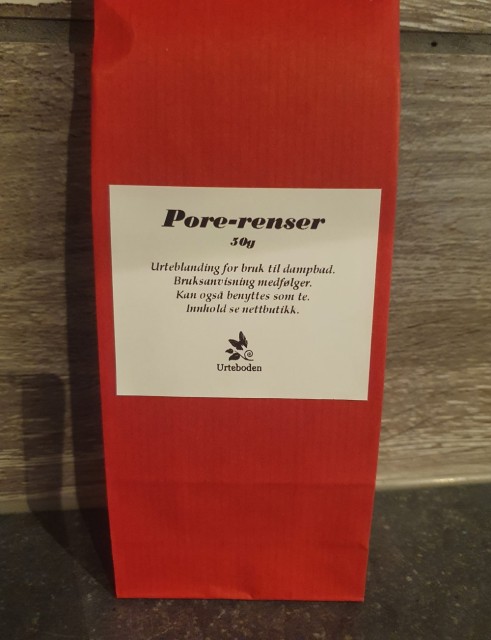 Pore-renser
50g
Urteblanding for bruk til dampbad.
Bruksanvisning medfølger.
Kan også benyttes som te.
Innhold se nettbutikk.
Urteboden